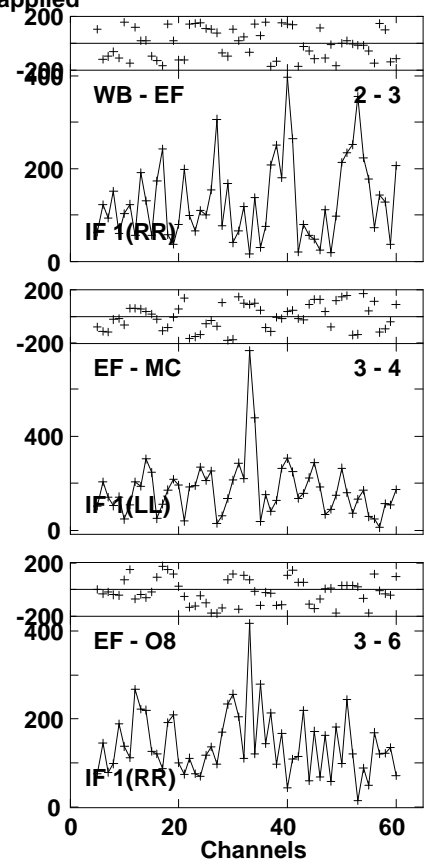 applied
200
-200
400
WB - EF 2 - 3
200
IF 1(RR)
0
200
-200
EF - MC 3 - 4
400
IF 1(LL)
0
200
-200
400
EF - O8 3 - 6
200
IF 1(RR)
0
0 20 40 60
Channels